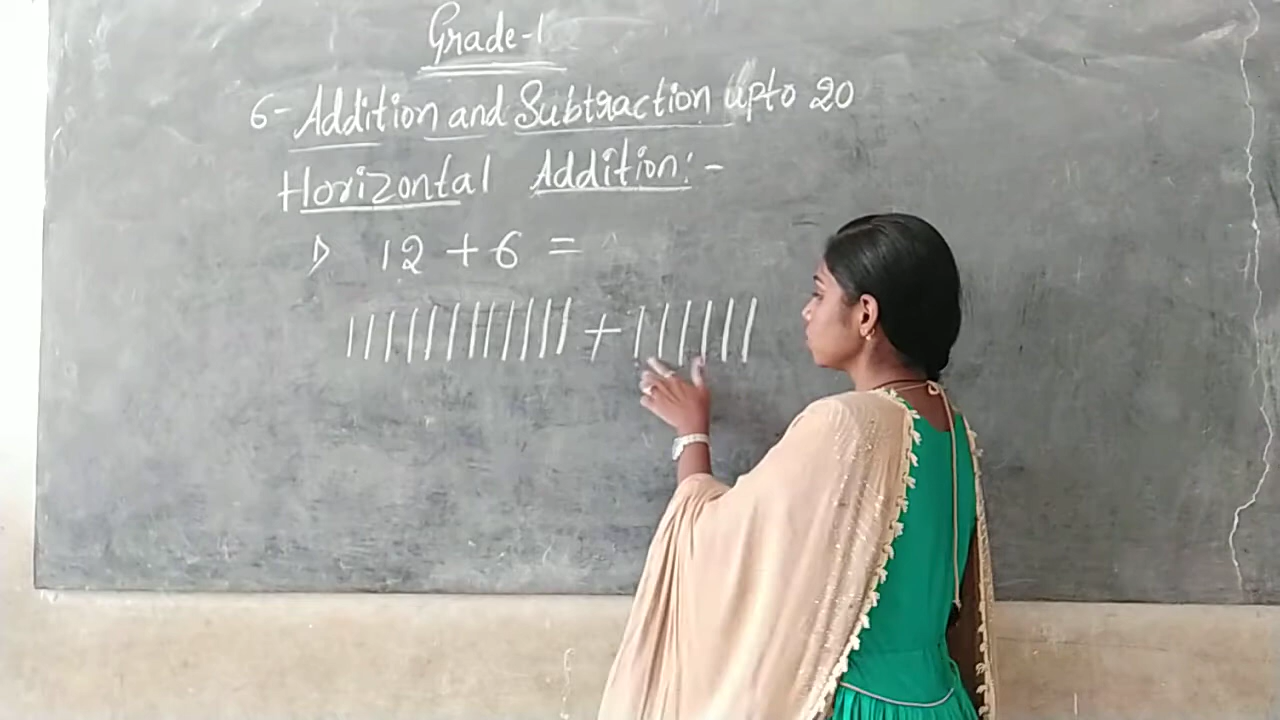 Grade-1
6-Addition and Subtraction upto 20
Horizontal Addition:-
1) 12 + 6 =
|||||||||||| + ||||||